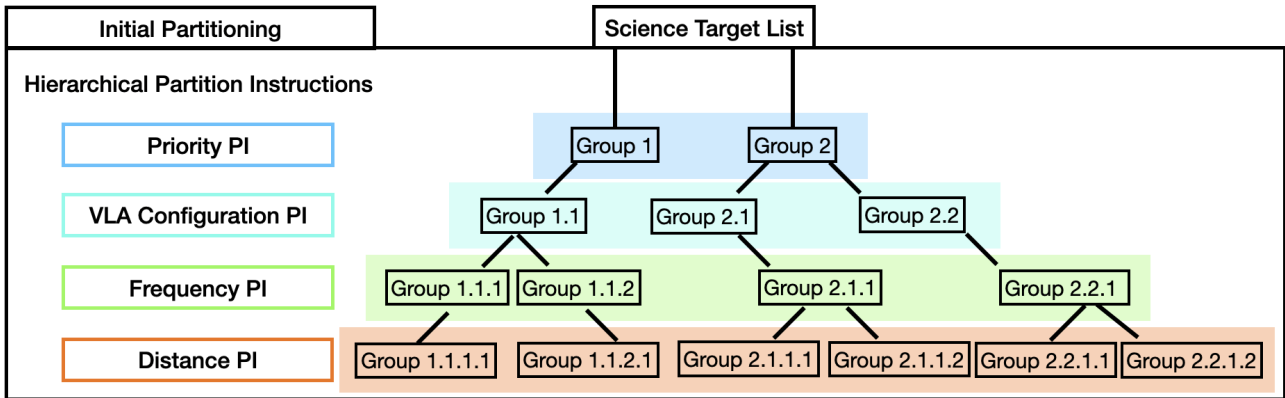 Initial Partitioning
Science Target List
Hierarchical Partition Instructions
Priority PI
Group 1
Group 2
VLA Configuration PI
Group 1.1
Group 2.1
Group 2.2
Frequency PI
Group 1.1.1
Group 1.1.2
Group 2.1.1
Group 2.2.1
Distance PI
Group 1.1.1.1
Group 1.1.2.1
Group 2.1.1.1
Group 2.1.1.2
Group 2.2.1.1
Group 2.2.1.2